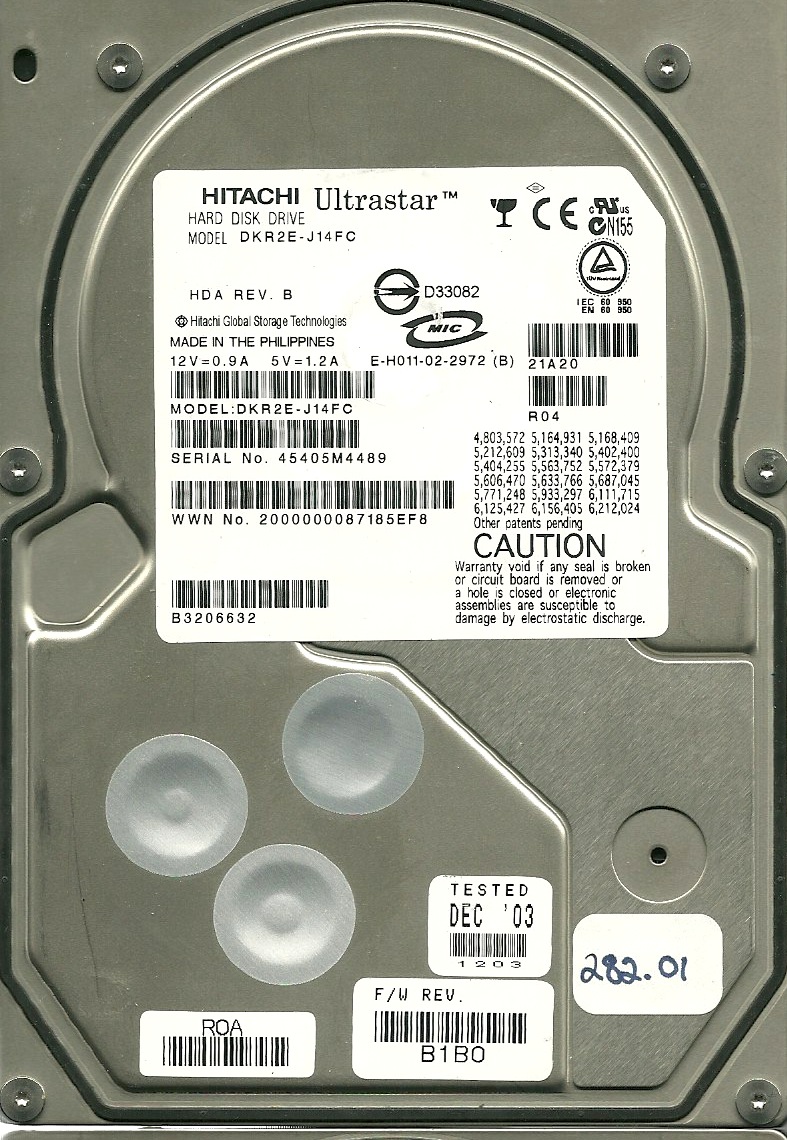 HITACHI Ultrastar™
HARD DISK DRIVE
MODEL DKR2E-J14FC
CE
c UR us
N155
TÜV Rheinland
IEC 60 950
EN 60 950
HDA REV. B
D33082
Hitachi Global Storage Technologies
MIC
MADE IN THE PHILIPPINES
12V=0.9A 5V=1.2A E-H011-02-2972 (B)
21A20
MODEL:DKR2E-J14FC
R04
SERIAL No. 45405M4489
4,803,572 5,164,931 5,168,409
5,212,609 5,313,340 5,402,400
5,404,255 5,563,752 5,572,379
5,606,470 5,633,766 5,687,045
5,771,248 5,933,297 6,111,715
6,125,427 6,156,405 6,212,024
Other patents pending
WWN No. 2000000087185EF8
CAUTION
Warranty void if any seal is broken
or circuit board is removed or
a hole is closed or electronic
assemblies are susceptible to
damage by electrostatic discharge.
B3206632
TESTED
DEC '03
1203
282.01
F/W REV.
B1B0
R0A